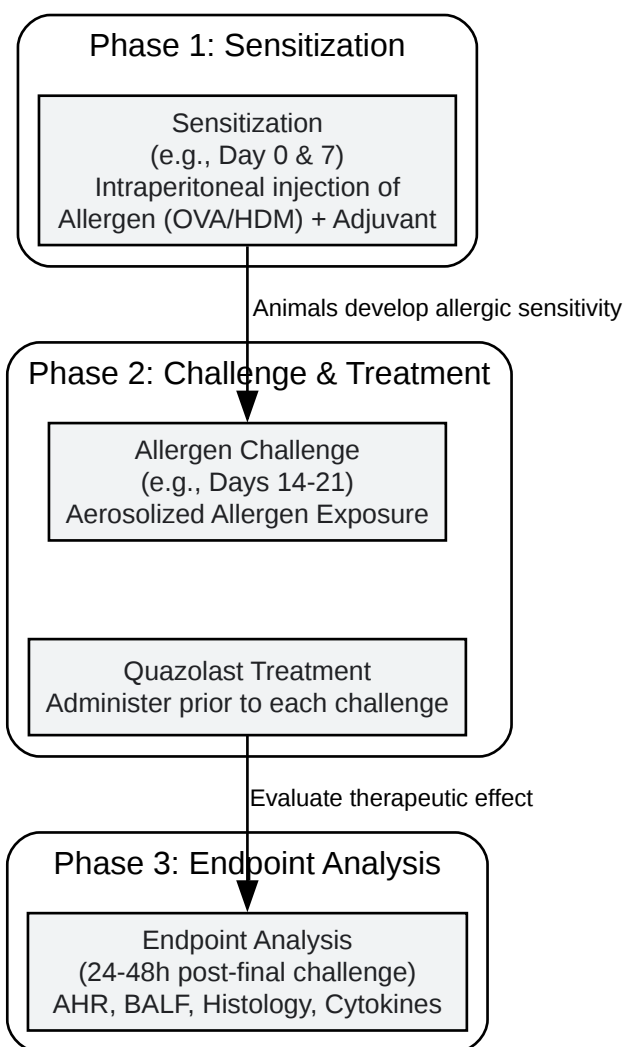 Phase 1: Sensitization
Sensitization
(e.g., Day 0 & 7)
Intraperitoneal injection of
Allergen (OVA/HDM) + Adjuvant
Animals develop allergic sensitivity
Phase 2: Challenge & Treatment
Allergen Challenge
(e.g., Days 14-21)
Aerosolized Allergen Exposure
Quazolast Treatment
Administer prior to each challenge
Evaluate therapeutic effect
Phase 3: Endpoint Analysis
Endpoint Analysis
(24-48h post-final challenge)
AHR, BALF, Histology, Cytokines